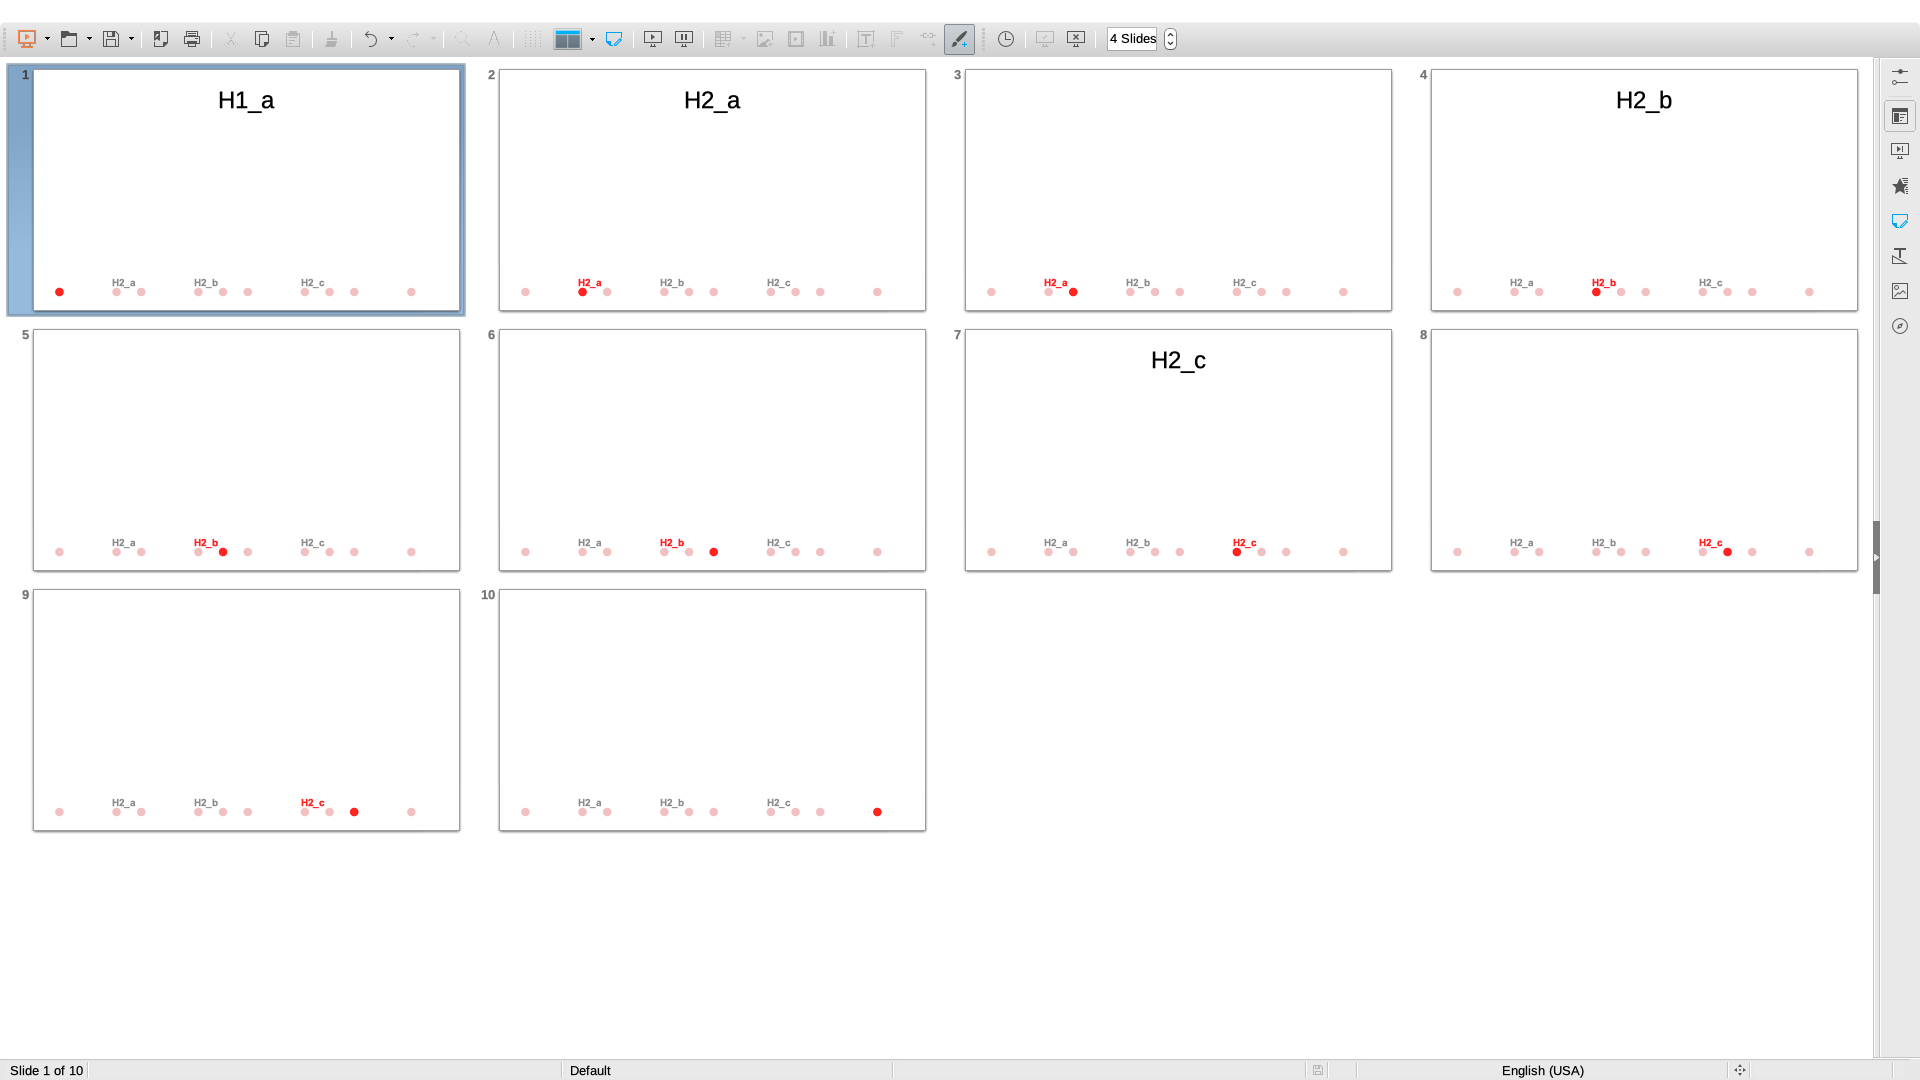 4 Slides
1
H1_a
H2_a H2_b H2_c
2
H2_a
H2_a H2_b H2_c
3
H2_a H2_b H2_c
4
H2_b
H2_a H2_b H2_c
5
H2_a H2_b H2_c
6
H2_a H2_b H2_c
7
H2_c
H2_a H2_b H2_c
8
H2_a H2_b H2_c
9
H2_a H2_b H2_c
10
H2_a H2_b H2_c
Slide 1 of 10 Default English (USA)